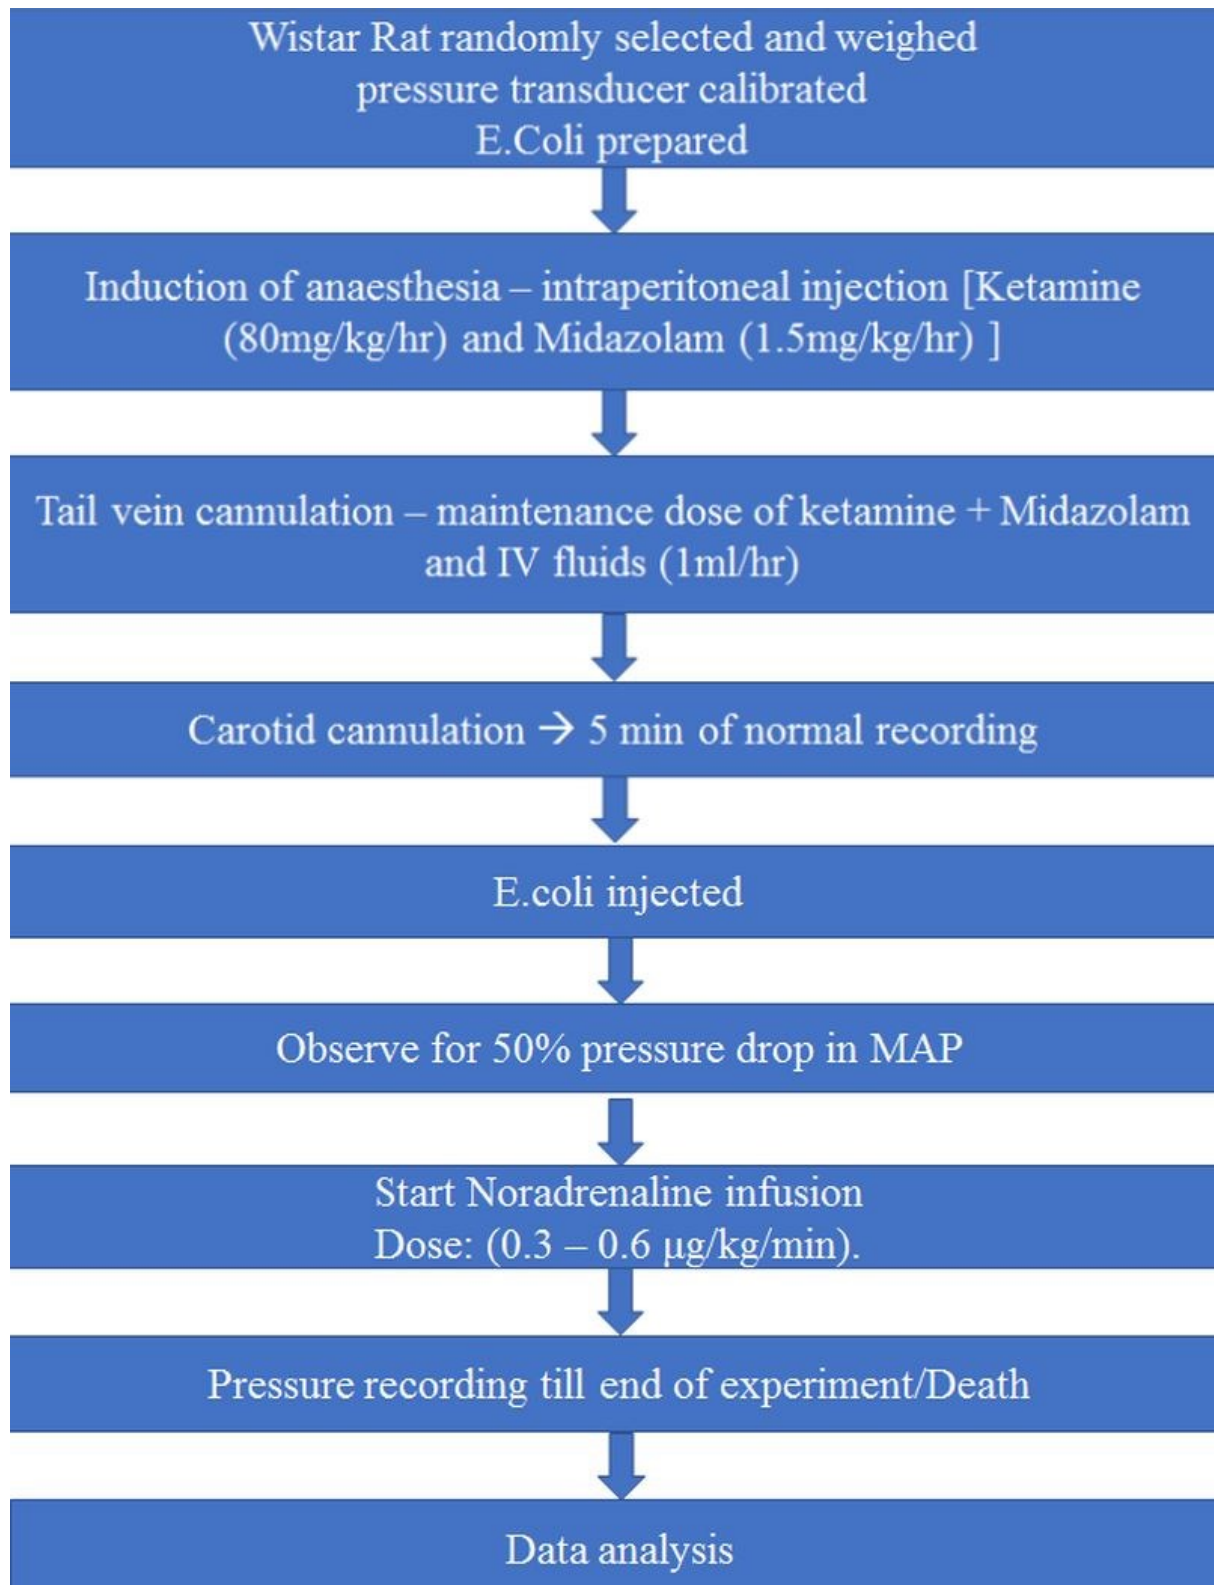 Wistar Rat randomly selected and weighed
pressure transducer calibrated
E.Coli prepared
Induction of anaesthesia – intraperitoneal injection [Ketamine
(80mg/kg/hr) and Midazolam (1.5mg/kg/hr) ]
Tail vein cannulation – maintenance dose of ketamine + Midazolam
and IV fluids (1ml/hr)
Carotid cannulation → 5 min of normal recording
E.coli injected
Observe for 50% pressure drop in MAP
Start Noradrenaline infusion
Dose: (0.3 – 0.6 μg/kg/min).
Pressure recording till end of experiment/Death
Data analysis